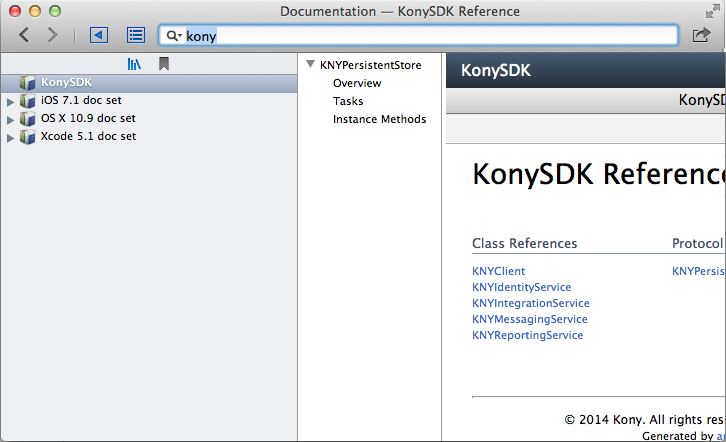 Documentation — KonySDK Reference
kony
KonySDK
iOS 7.1 doc set
OS X 10.9 doc set
Xcode 5.1 doc set
KNYPersistentStore
Overview
Tasks
Instance Methods
KonySDK
KonySD
KonySDK Reference
Class References
KNYClient
KNYIdentityService
KNYIntegrationService
KNYMessagingService
KNYReportingService
Protocol
KNYPersis
© 2014 Kony. All rights res
Generated by a